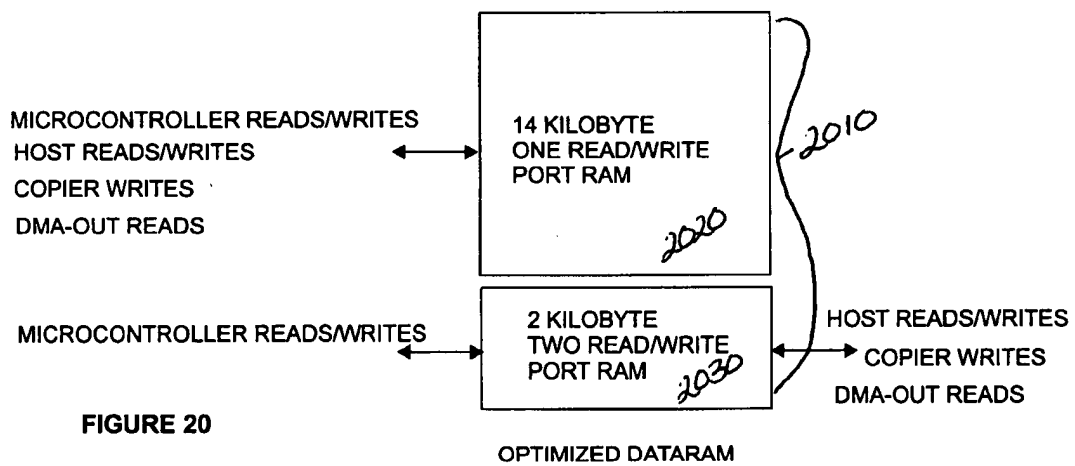 MICROCONTROLLER READS/WRITES
HOST READS/WRITES
COPIER WRITES
DMA-OUT READS
14 KILOBYTE
ONE READ/WRITE
PORT RAM
2020
2010
MICROCONTROLLER READS/WRITES
2 KILOBYTE
TWO READ/WRITE
PORT RAM
2030
HOST READS/WRITES
COPIER WRITES
DMA-OUT READS
FIGURE 20
OPTIMIZED DATARAM